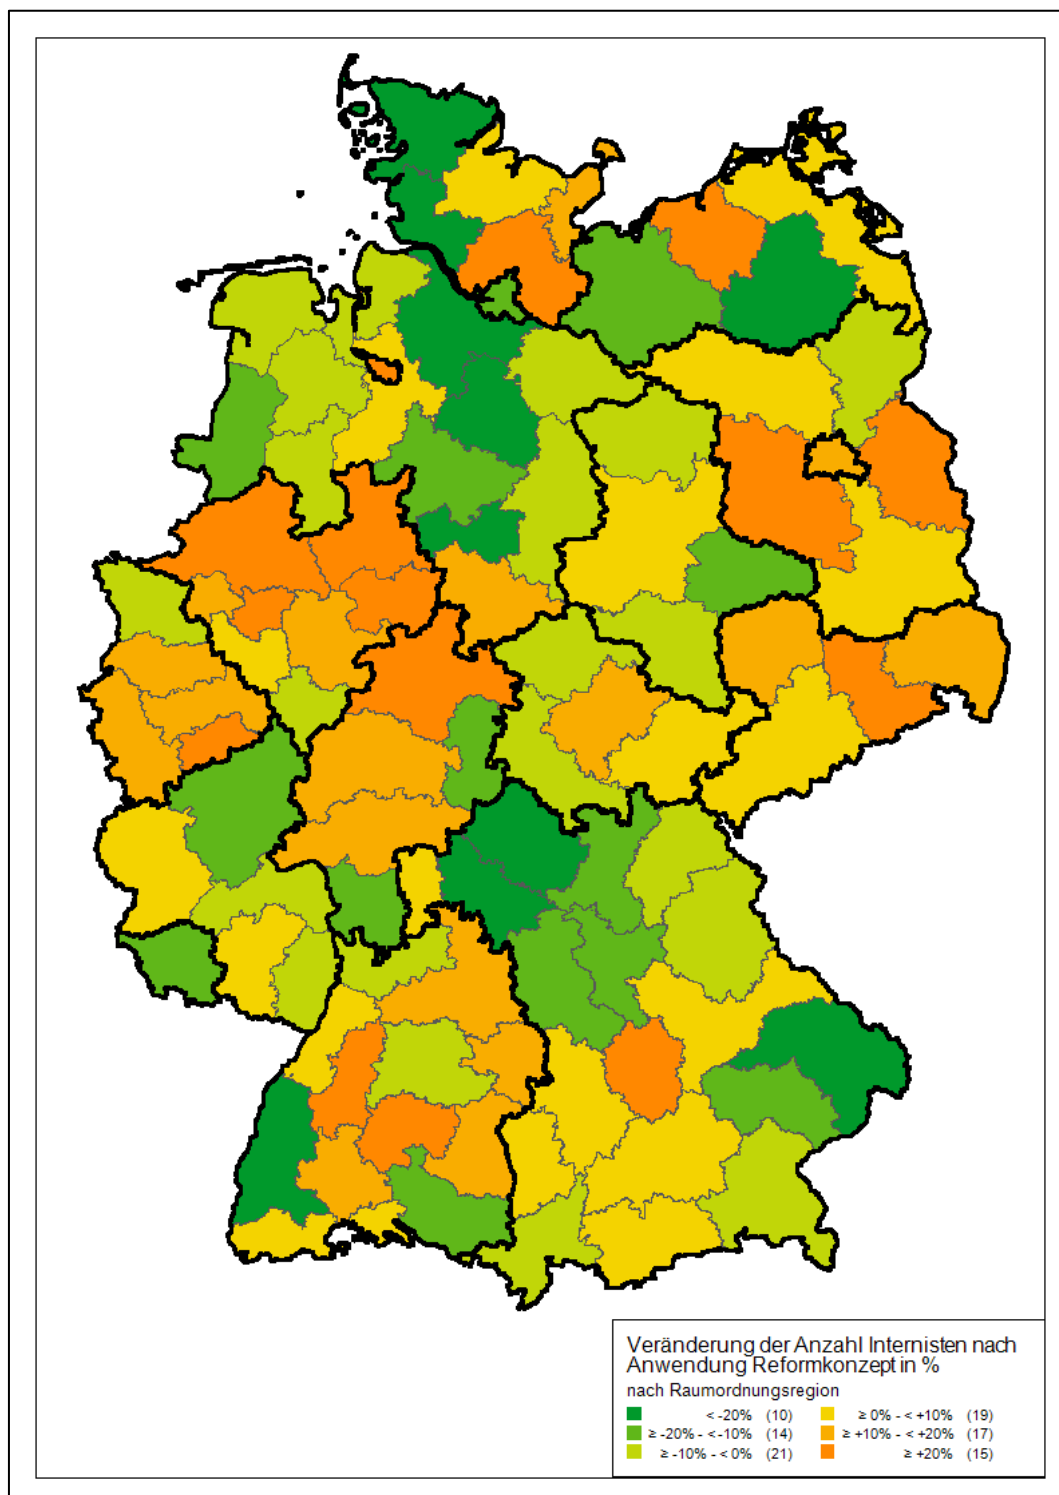 Veränderung der Anzahl Internisten nach
Anwendung Reformkonzept in %
nach Raumordnungsregion
< -20% (10) ≥ 0% - < +10% (19)
≥ -20% - < -10% (14) ≥ +10% - < +20% (17)
≥ -10% - < 0% (21) ≥ +20% (15)